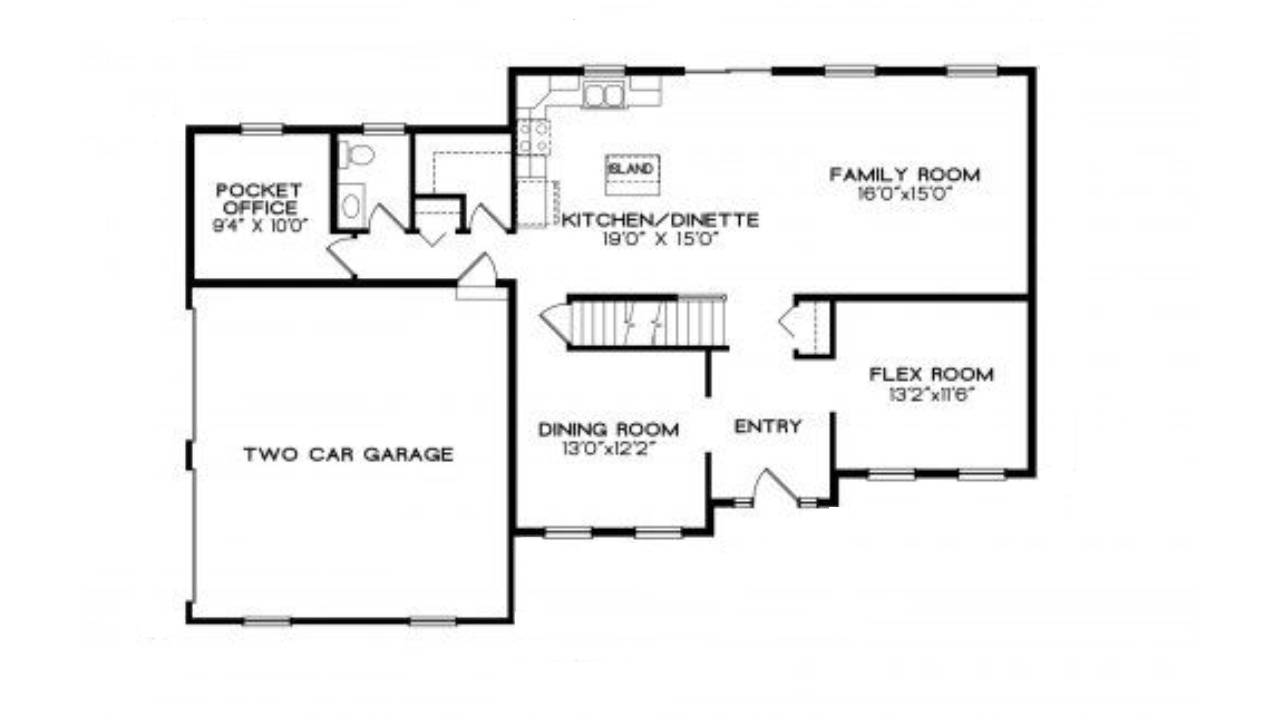 POCKET
OFFICE
9'4" X 10'0"
ISLAND
KITCHEN/DINETTE
19'0" X 15'0"
FAMILY ROOM
16'0"x15'0"
TWO CAR GARAGE
DINING ROOM
13'0"x12'2"
ENTRY
FLEX ROOM
13'2"x11'6"